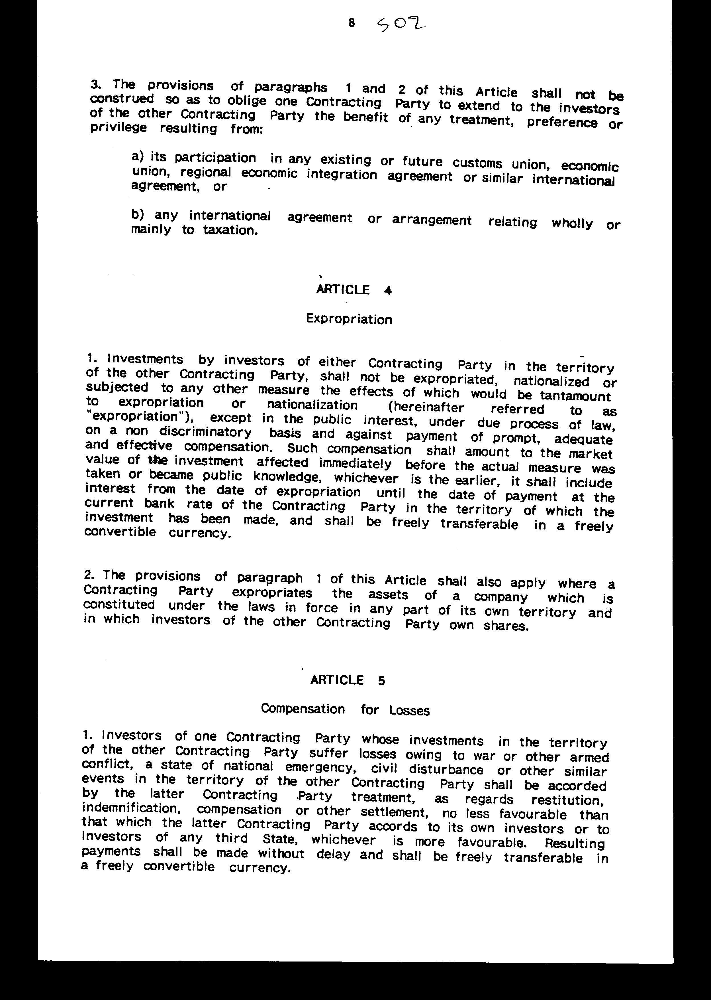 8 502
3. The provisions of paragraphs 1 and 2 of this Article shall not be
construed so as to oblige one Contracting Party to extend to the investors
of the other Contracting Party the benefit of any treatment, preference or
privilege resulting from:
a) its participation in any existing or future customs union, economic
union, regional economic integration agreement or similar international
agreement, or
b) any international agreement or arrangement relating wholly or
mainly to taxation.
ARTICLE 4
Expropriation
1. Investments by investors of either Contracting Party in the territory
of the other Contracting Party, shall not be expropriated, nationalized or
subjected to any other measure the effects of which would be tantamount
to expropriation or nationalization (hereinafter referred to as
"expropriation"), except in the public interest, under due process of law,
on a non discriminatory basis and against payment of prompt, adequate
and effective compensation. Such compensation shall amount to the market
value of the investment affected immediately before the actual measure was
taken or became public knowledge, whichever is the earlier, it shall include
interest from the date of expropriation until the date of payment at the
current bank rate of the Contracting Party in the territory of which the
investment has been made, and shall be freely transferable in a freely
convertible currency.
2. The provisions of paragraph 1 of this Article shall also apply where a
Contracting Party expropriates the assets of a company which is
constituted under the laws in force in any part of its own territory and
in which investors of the other Contracting Party own shares.
ARTICLE 5
Compensation for Losses
1. Investors of one Contracting Party whose investments in the territory
of the other Contracting Party suffer losses owing to war or other armed
conflict, a state of national emergency, civil disturbance or other similar
events in the territory of the other Contracting Party shall be accorded
by the latter Contracting Party treatment, as regards restitution,
indemnification, compensation or other settlement, no less favourable than
that which the latter Contracting Party accords to its own investors or to
investors of any third State, whichever is more favourable. Resulting
payments shall be made without delay and shall be freely transferable in
a freely convertible currency.